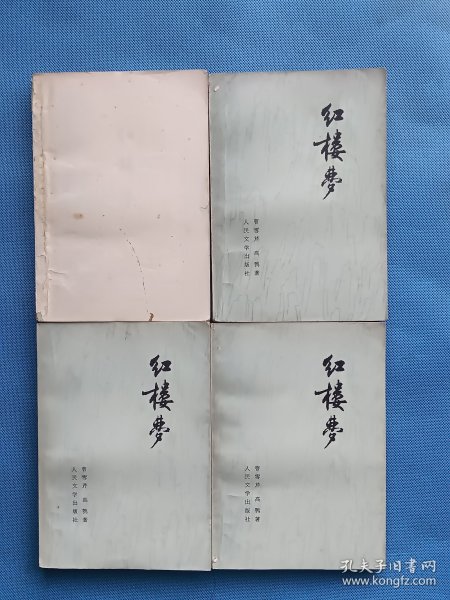 红楼梦
曹雪芹 高鹗著
人民文学出版社
红楼梦
曹雪芹 高鹗著
人民文学出版社
红楼梦
曹雪芹 高鹗著
人民文学出版社
孔夫子旧书网
www.kongfz.com